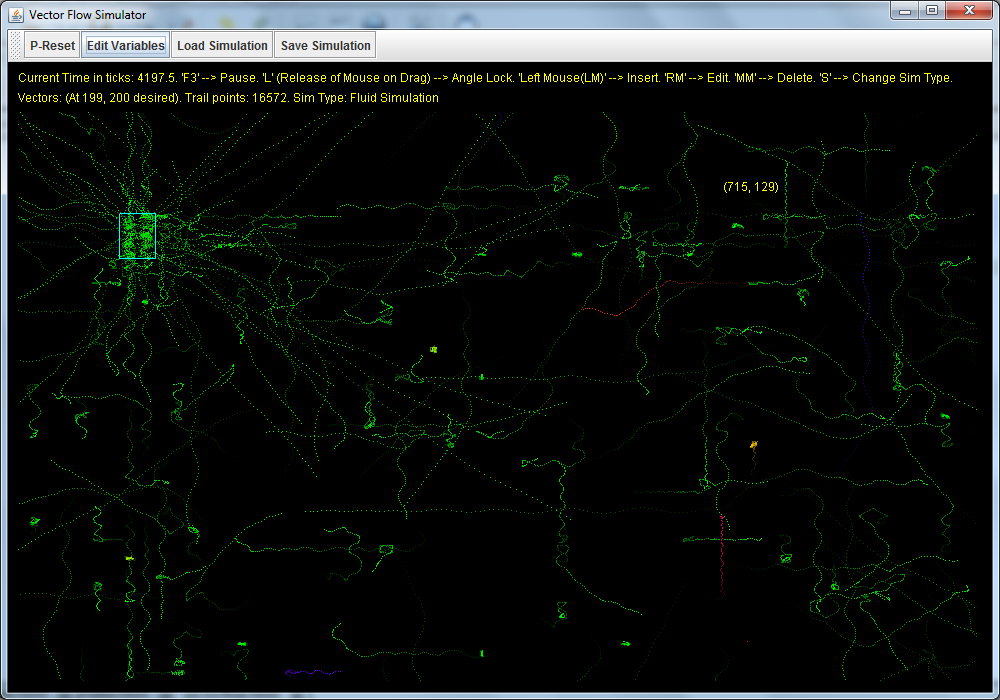 Vector Flow Simulator
P-Reset Edit Variables Load Simulation Save Simulation
Current Time in ticks: 4197.5. 'F3'--> Pause. 'L' (Release of Mouse on Drag) --> Angle Lock. 'Left Mouse(LM)'--> Insert. 'RM'--> Edit. 'MM'--> Delete. 'S'--> Change Sim Type.
Vectors: (At 199, 200 desired). Trail points: 16572. Sim Type: Fluid Simulation
(715, 129)